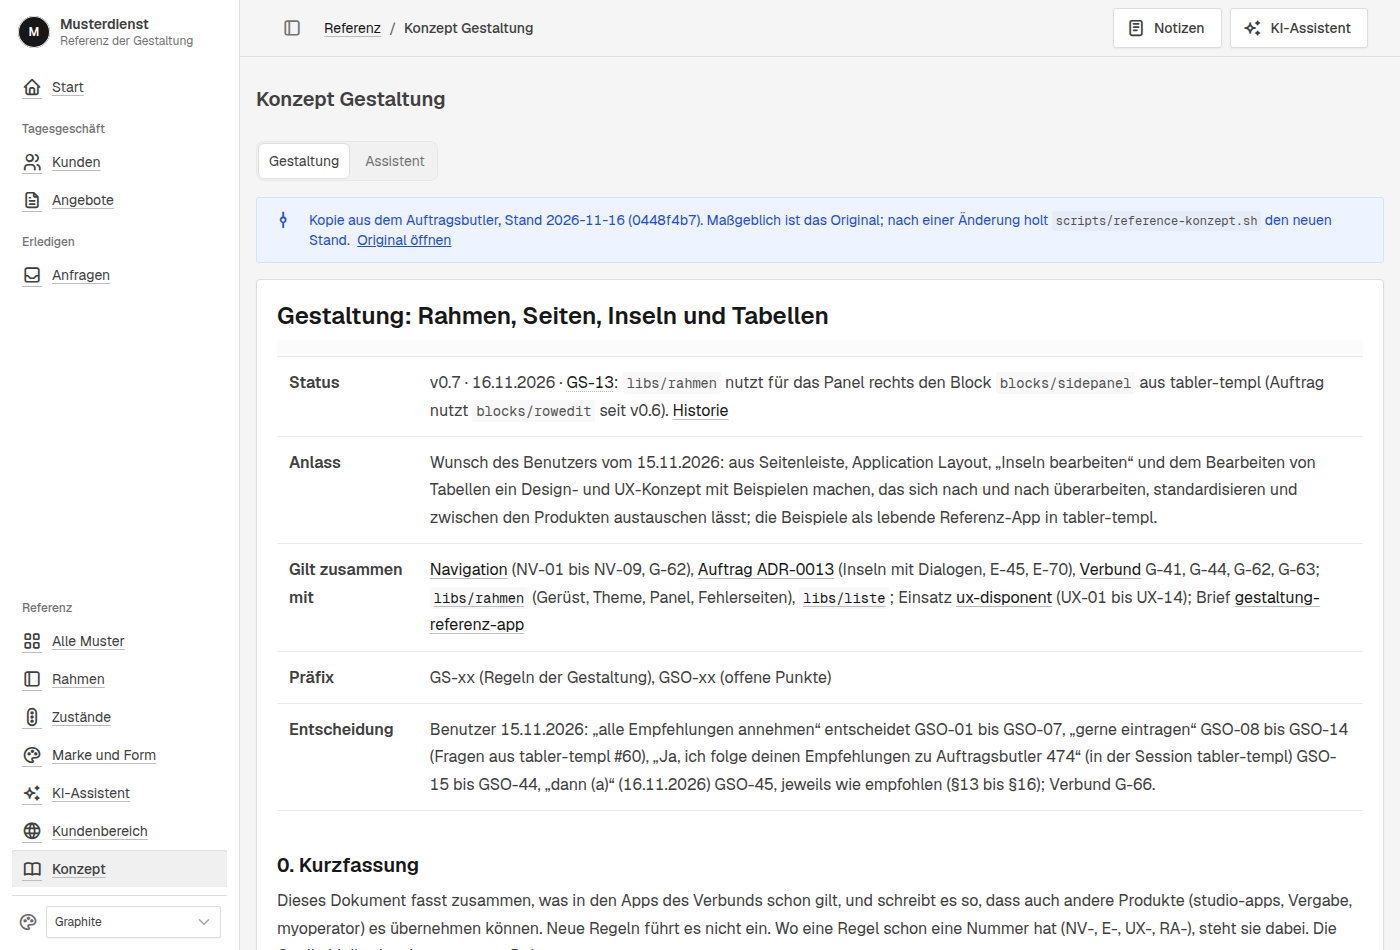 M
Musterdienst
Referenz der Gestaltung
Start
Tagesgeschäft
Kunden
Angebote
Erledigen
Anfragen
Referenz
Alle Muster
Rahmen
Zustände
Marke und Form
KI-Assistent
Kundenbereich
Konzept
Graphite
Referenz / Konzept Gestaltung
Notizen
KI-Assistent
Konzept Gestaltung
Gestaltung
Assistent
Kopie aus dem Auftragsbutler, Stand 2026-11-16 (0448f4b7). Maßgeblich ist das Original; nach einer Änderung holt scripts/reference-konzept.sh den neuen
Stand. Original öffnen
Gestaltung: Rahmen, Seiten, Inseln und Tabellen
Status
v0.7 · 16.11.2026 · GS-13: libs/rahmen nutzt für das Panel rechts den Block blocks/sidepanel aus tabler-templ (Auftrag
nutzt blocks/rowedit seit v0.6). Historie
Anlass
Wunsch des Benutzers vom 15.11.2026: aus Seitenleiste, Application Layout, „Inseln bearbeiten“ und dem Bearbeiten von
Tabellen ein Design- und UX-Konzept mit Beispielen machen, das sich nach und nach überarbeiten, standardisieren und
zwischen den Produkten austauschen lässt; die Beispiele als lebende Referenz-App in tabler-templ.
Gilt zusammen
mit
Navigation (NV-01 bis NV-09, G-62), Auftrag ADR-0013 (Inseln mit Dialogen, E-45, E-70), Verbund G-41, G-44, G-62, G-63;
libs/rahmen (Gerüst, Theme, Panel, Fehlerseiten), libs/liste ; Einsatz ux-disponent (UX-01 bis UX-14); Brief gestaltung-
referenz-app
Präfix
GS-xx (Regeln der Gestaltung), GSO-xx (offene Punkte)
Entscheidung
Benutzer 15.11.2026: „alle Empfehlungen annehmen“ entscheidet GSO-01 bis GSO-07, „gerne eintragen“ GSO-08 bis GSO-14
(Fragen aus tabler-templ #60), „Ja, ich folge deinen Empfehlungen zu Auftragsbutler 474“ (in der Session tabler-templ) GSO-
15 bis GSO-44, „dann (a)“ (16.11.2026) GSO-45, jeweils wie empfohlen (§13 bis §16); Verbund G-66.
0. Kurzfassung
Dieses Dokument fasst zusammen, was in den Apps des Verbunds schon gilt, und schreibt es so, dass auch andere Produkte (studio-apps, Vergabe,
myoperator) es übernehmen können. Neue Regeln führt es nicht ein. Wo eine Regel schon eine Nummer hat (NV-, E-, UX-, RA-), steht sie dabei. Die